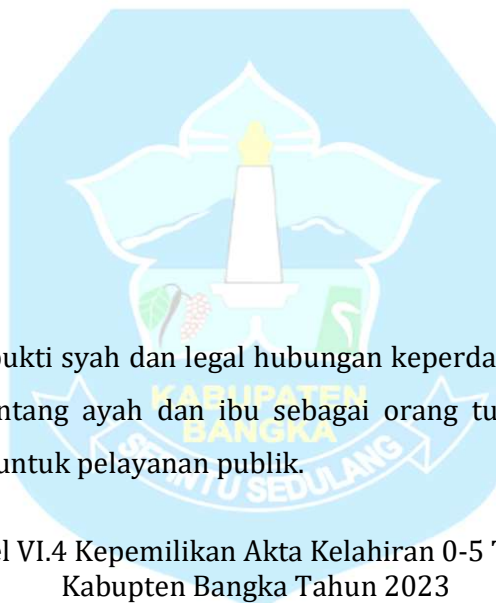 bukti syah dan legal hubungan keperda
ntang ayah dan ibu sebagai orang tu
untuk pelayanan publik.
KABUPATEN
BANGKA
SEPINTU SEDULANG
el VI.4 Kepemilikan Akta Kelahiran 0-5 T
Kabupten Bangka Tahun 2023